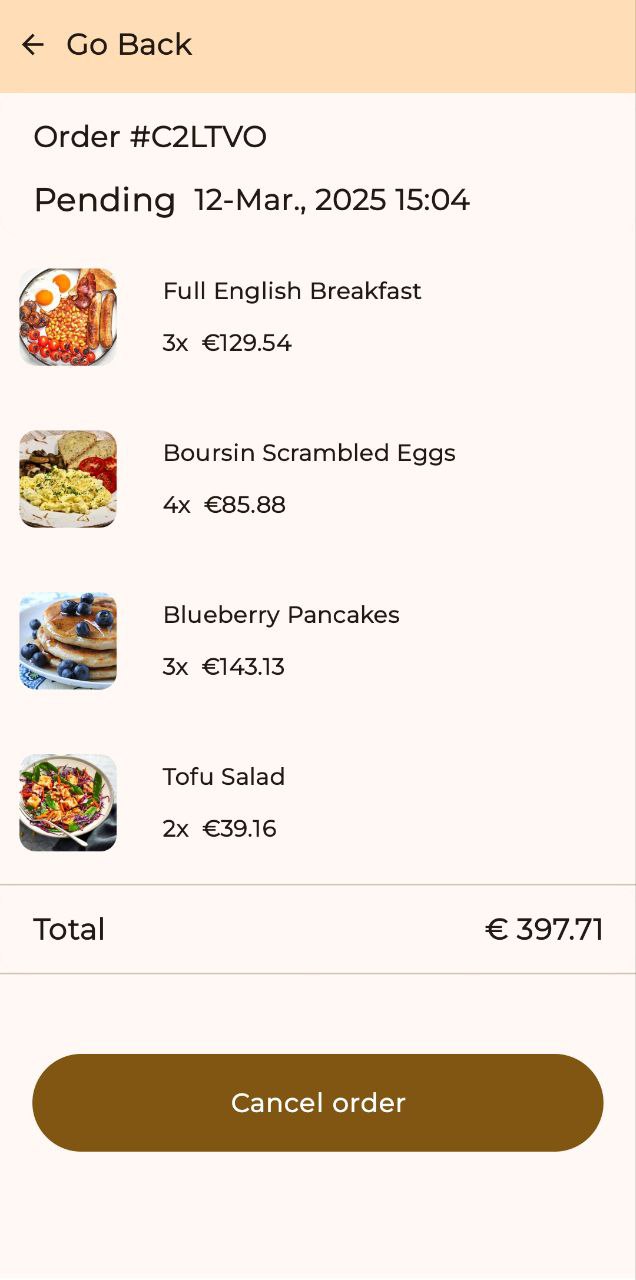 ← Go Back
Order #C2LTVO
Pending 12-Mar., 2025 15:04
Full English Breakfast
3x €129.54
Boursin Scrambled Eggs
4x €85.88
Blueberry Pancakes
3x €143.13
Tofu Salad
2x €39.16
Total € 397.71
Cancel order